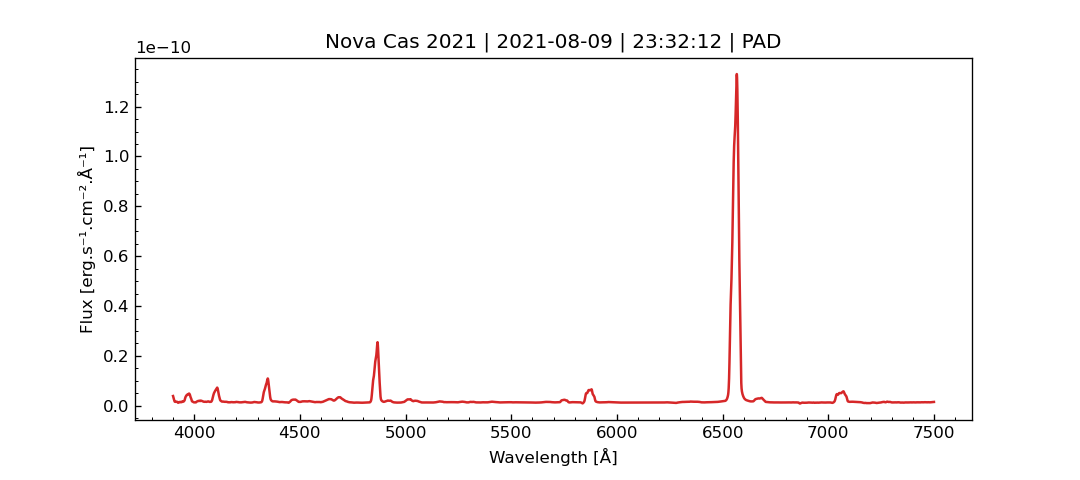 Nova Cas 2021 | 2021-08-09 | 23:32:12 | PAD
1e−10
1.2
1.0
0.8
0.6
0.4
0.2
0.0
Flux [erg.s⁻¹.cm⁻².Å⁻¹]
4000 4500 5000 5500 6000 6500 7000 7500
Wavelength [Å]